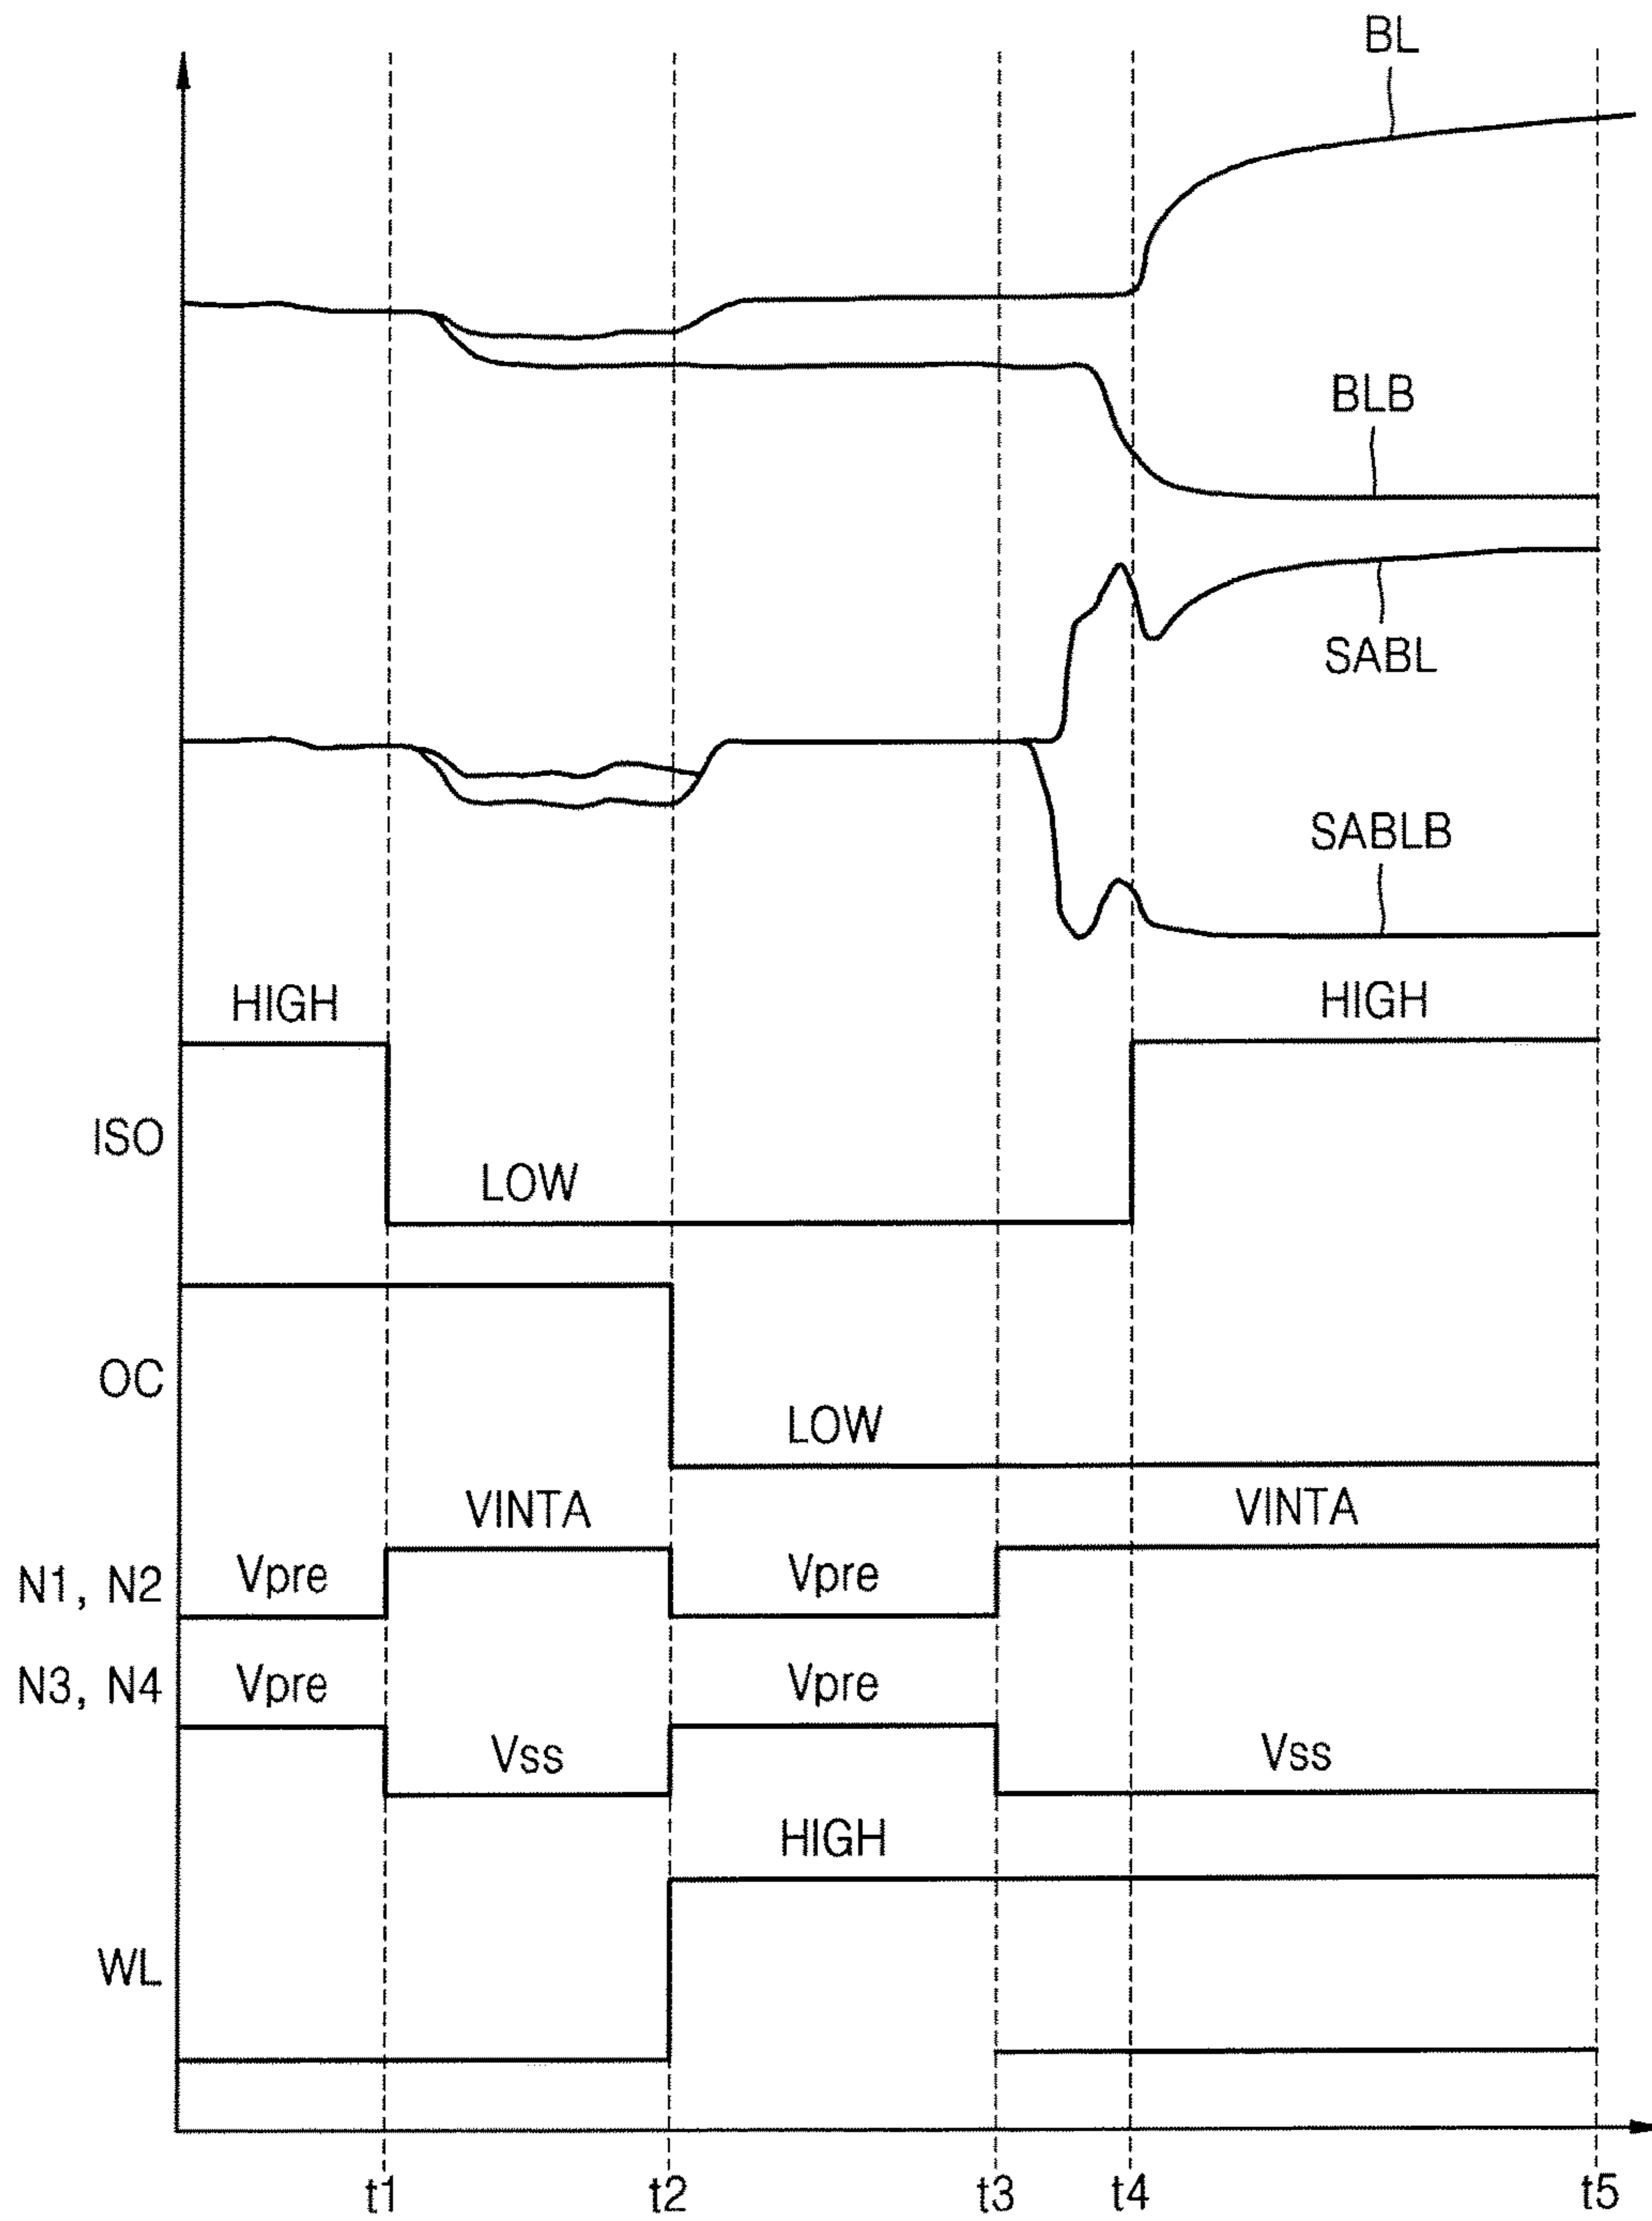 BL
BLB
SABL
SABLB
HIGH
HIGH
ISO
LOW
OC
LOW
VINTA
VINTA
N1, N2
Vpre
Vpre
N3, N4
Vpre
Vpre
Vss
Vss
HIGH
WL
t1
t2
t3
t4
t5